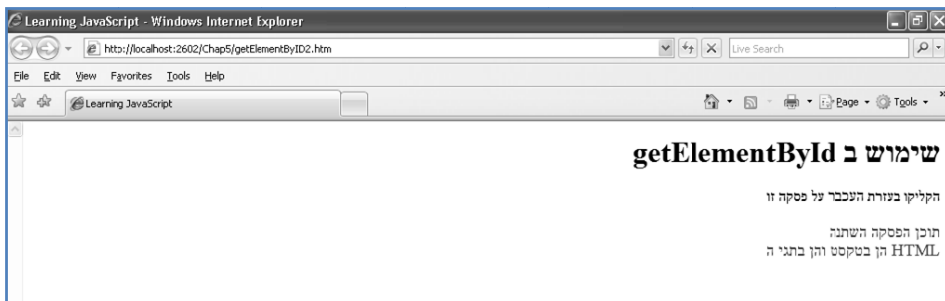 Learning JavaScript - Windows Internet Explorer
http://localhost:2602/Chap5/getElementByID2.htm
Live Search
File Edit View Favorites Tools Help
Learning JavaScript
Page Tools
שימוש ב getElementById
הקליקו בעזרת העכבר על פסקה זו
תוכן הפסקה השתנה
הן בטקסט והן בתגי ה HTML